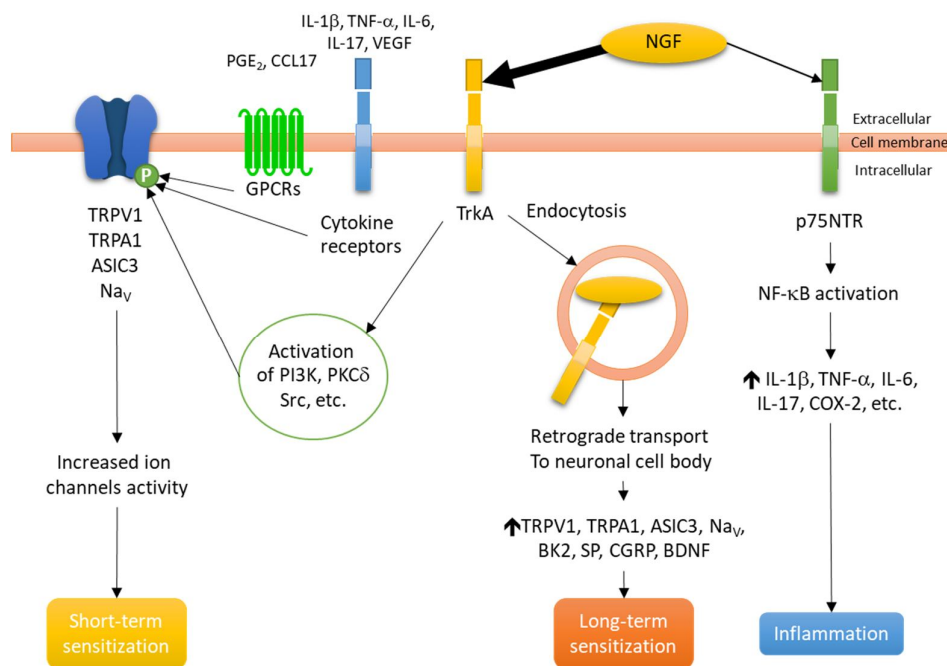 IL-1β, TNF-α, IL-6,
IL-17, VEGF
PGE₂, CCL17
NGF
Extracellular
Cell membrane
Intracellular
P
GPCRs
TRPV1
TRPA1
ASIC3
Naᵥ
Cytokine
receptors
TrkA
Endocytosis
p75NTR
NF-κB activation
Activation
of PI3K, PKCδ
Src, etc.
🡅 IL-1β, TNF-α, IL-6,
IL-17, COX-2, etc.
Retrograde transport
To neuronal cell body
Increased ion
channels activity
🡅TRPV1, TRPA1, ASIC3, Naᵥ,
BK2, SP, CGRP, BDNF
Short-term
sensitization
Long-term
sensitization
Inflammation